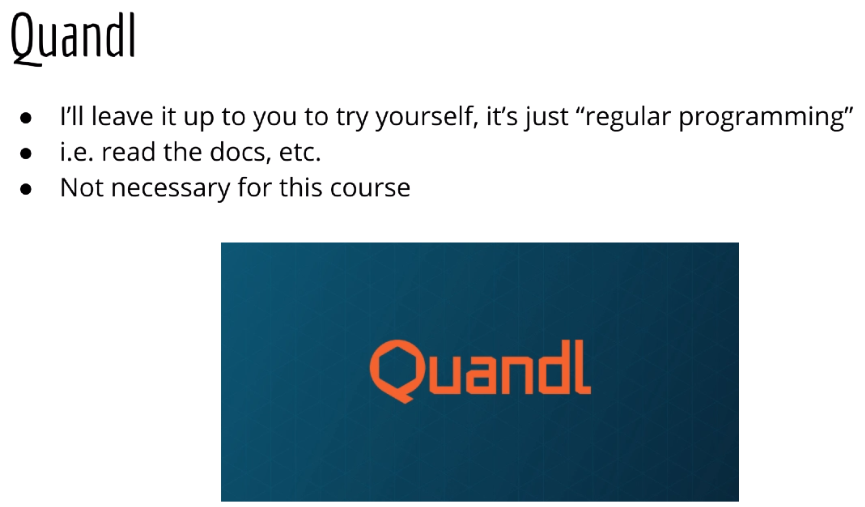 Quandl
● I’ll leave it up to you to try yourself, it’s just “regular programming”
● i.e. read the docs, etc.
● Not necessary for this course
Quandl